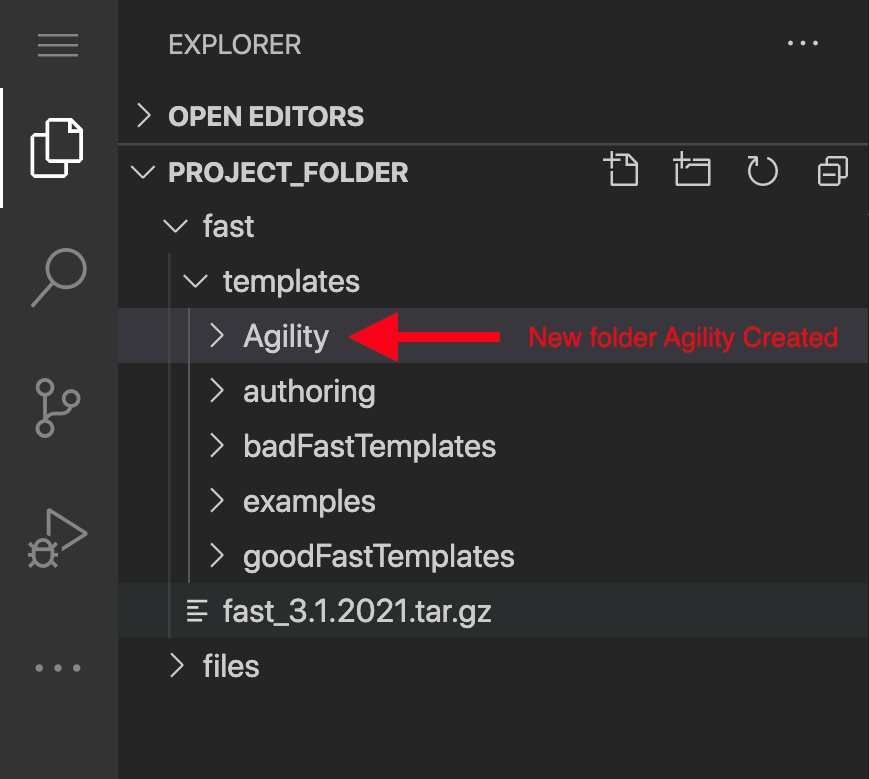 EXPLORER
OPEN EDITORS
PROJECT_FOLDER
fast
templates
Agility New folder Agility Created
authoring
badFastTemplates
examples
goodFastTemplates
fast_3.1.2021.tar.gz
files